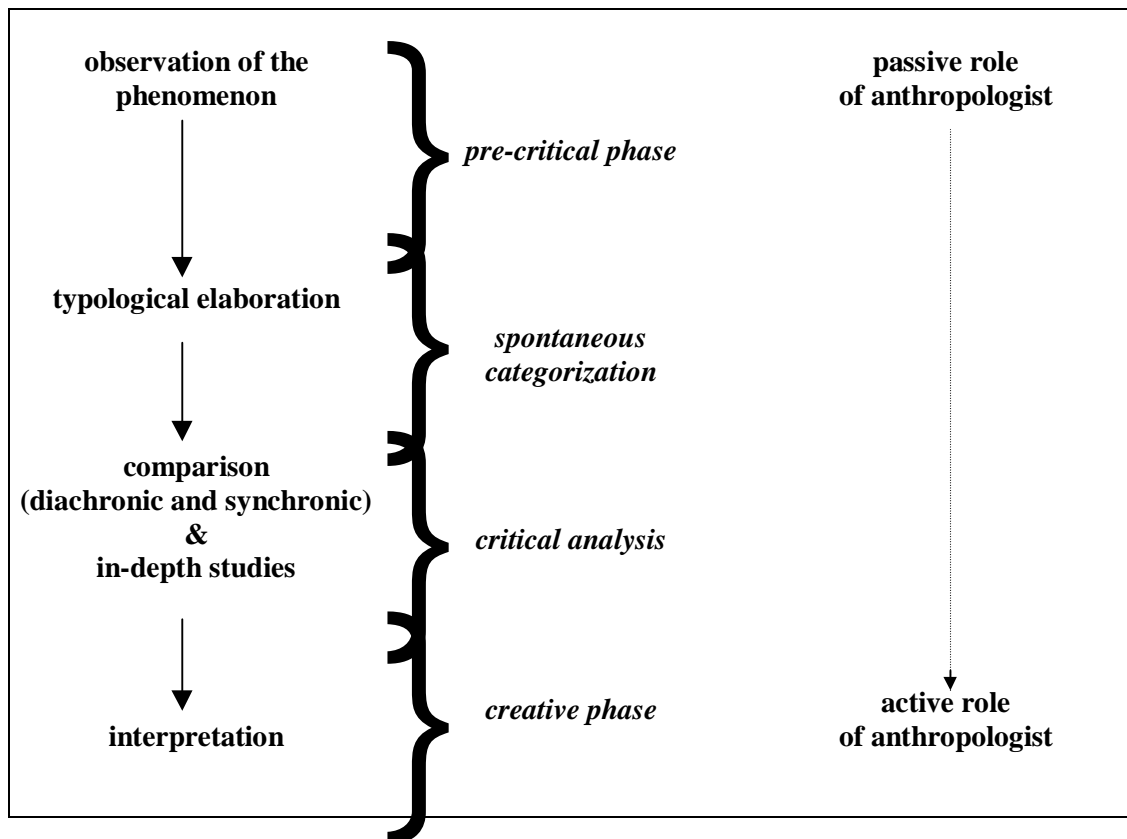 observation of the
phenomenon
passive role
of anthropologist
pre-critical phase
typological elaboration
spontaneous
categorization
comparison
(diachronic and synchronic)
&
in-depth studies
critical analysis
creative phase
interpretation
active role
of anthropologist